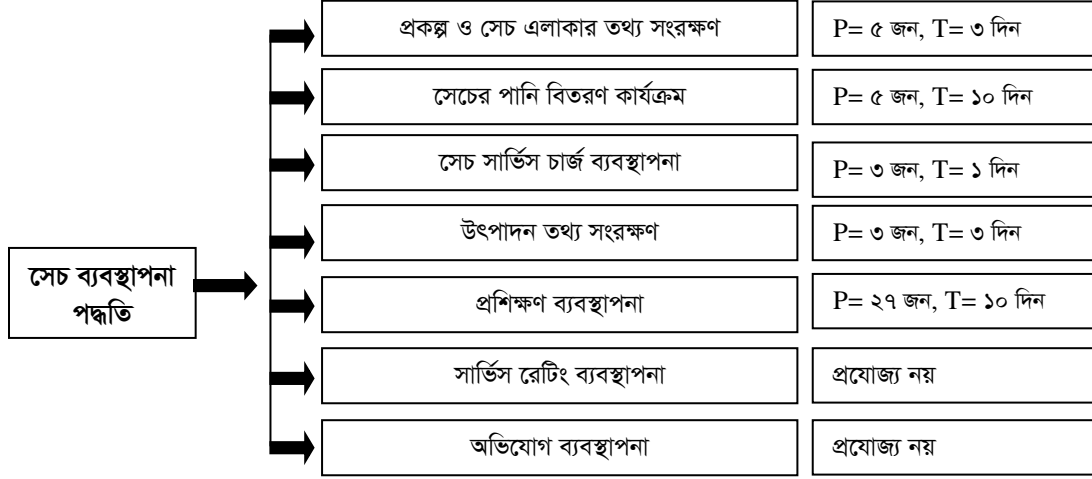 প্রকল্প ও সেচ এলাকার তথ্য সংরক্ষণ
P= ৫ জন, T= ৩ দিন
সেচের পানি বিতরণ কার্যক্রম
P= ৫ জন, T= ১০ দিন
সেচ সার্ভিস চার্জ ব্যবস্থাপনা
P= ৩ জন, T= ১ দিন
উৎপাদন তথ্য সংরক্ষণ
P= ৩ জন, T= ৩ দিন
সেচ ব্যবস্থাপনা
পদ্ধতি
প্রশিক্ষণ ব্যবস্থাপনা
P= ২৭ জন, T= ১০ দিন
সার্ভিস রেটিং ব্যবস্থাপনা
প্রযোজ্য নয়
অভিযোগ ব্যবস্থাপনা
প্রযোজ্য নয়